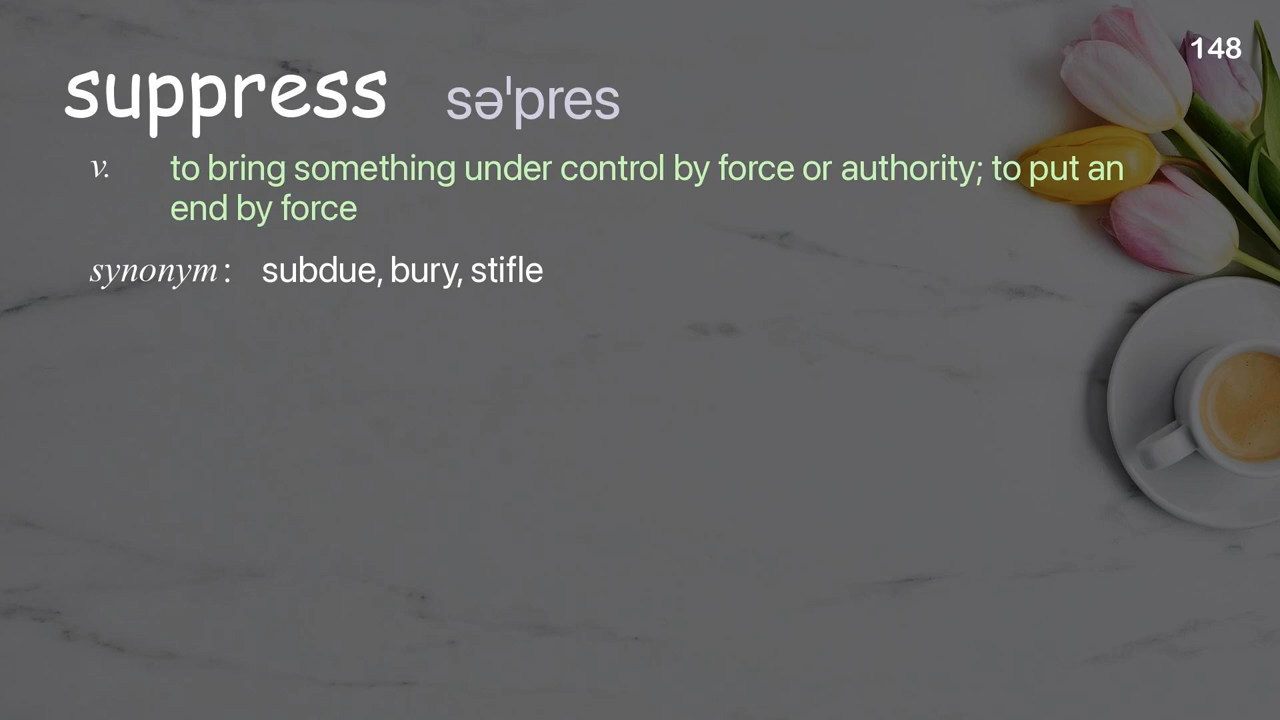 148
suppress səˈpres
v. to bring something under control by force or authority; to put an
end by force
synonym: subdue, bury, stifle